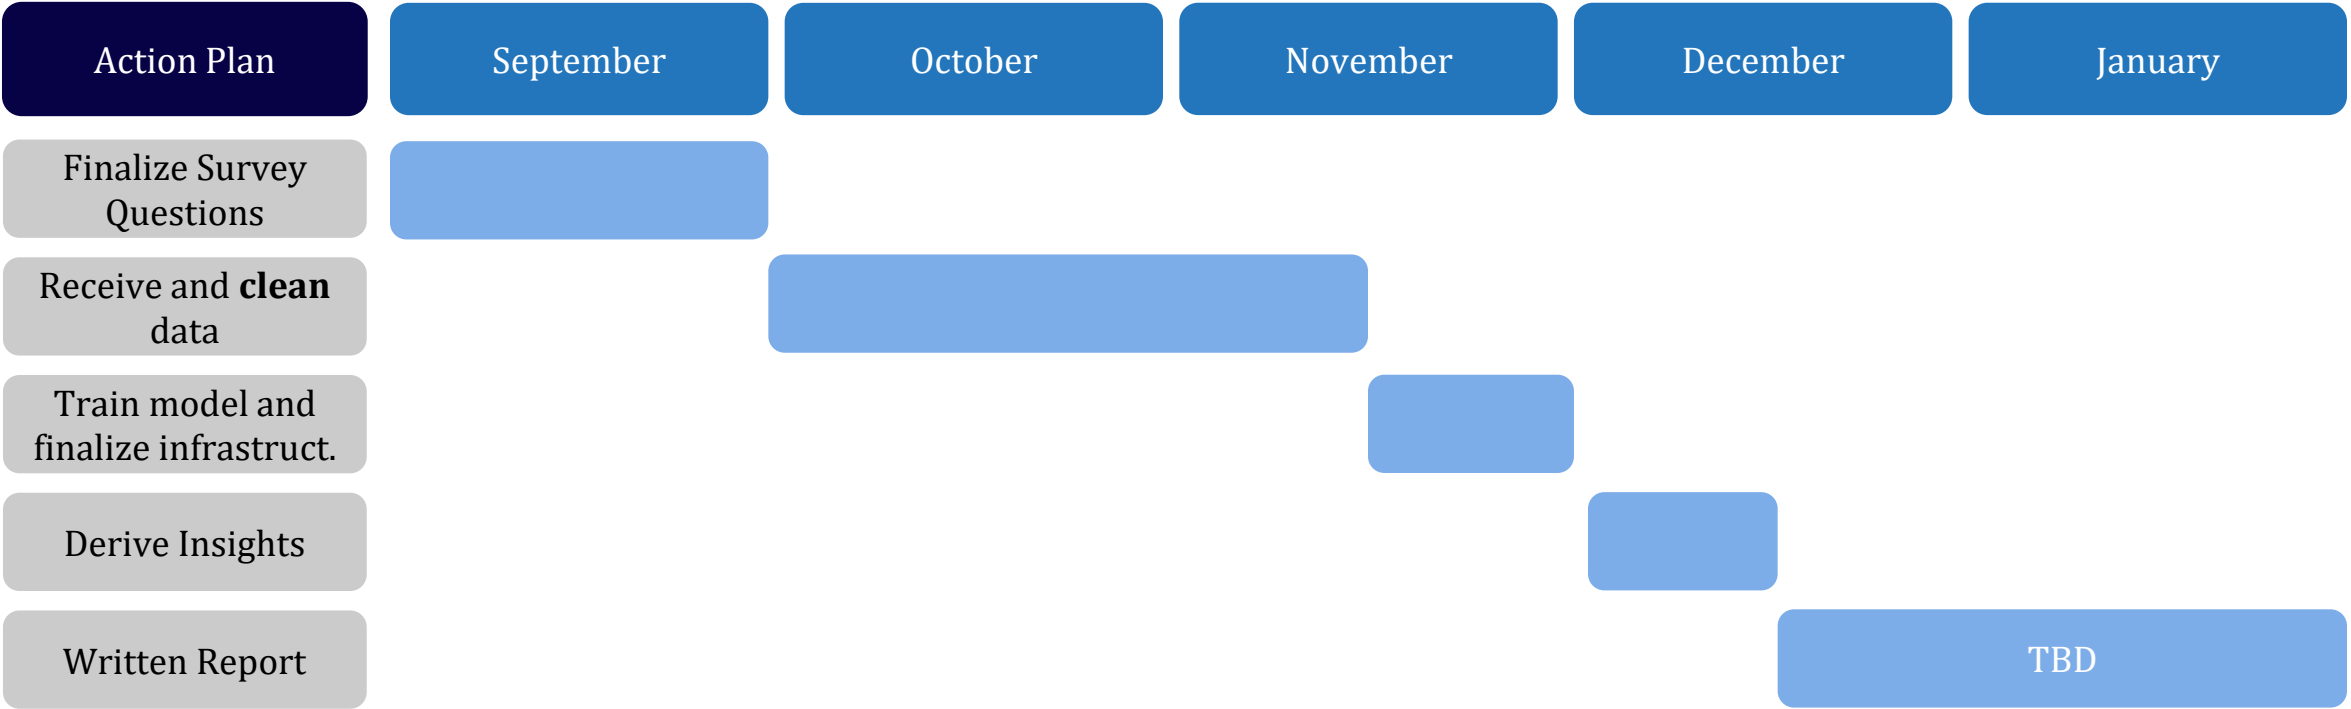 Action Plan
September
October
November
December
January
Finalize Survey
Questions
Receive and clean
data
Train model and
finalize infrastruct.
Derive Insights
Written Report
TBD